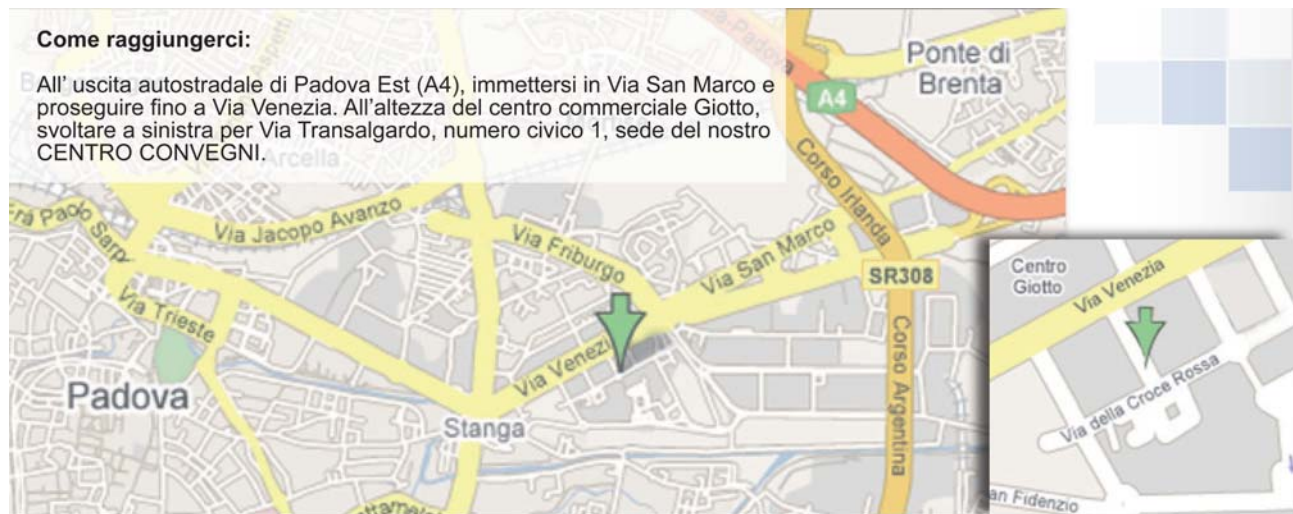 Come raggiungerci:
All' uscita autostradale di Padova Est (A4), immettersi in Via San Marco e
proseguire fino a Via Venezia. All'altezza del centro commerciale Giotto,
svoltare a sinistra per Via Transalgardo, numero civico 1, sede del nostro
CENTRO CONVEGNI.
Arcella
Ponte di
Brenta
A4
Corso Irlanda
Via Jacopo Avanzo
Via Friburgo
Via San Marco
SR308
Via Trieste
Via Venezia
Padova
Stanga
Corso Argentina
Centro
Giotto
Via Venezia
Via della Croce Rossa
an Fidenzio